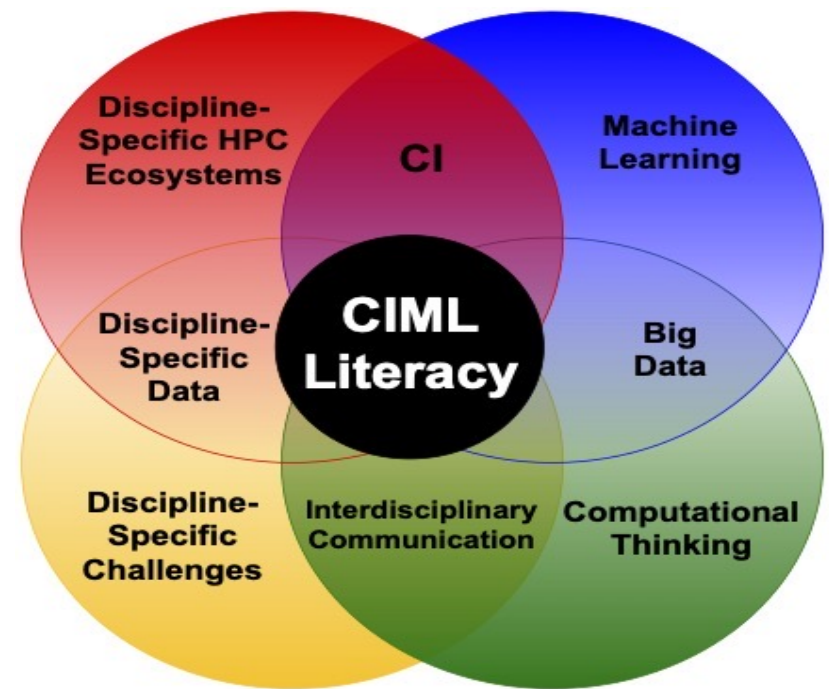 Discipline-
Specific HPC
Ecosystems
CI
Machine
Learning
Discipline-
Specific
Data
CIML
Literacy
Big
Data
Discipline-
Specific
Challenges
Interdisciplinary
Communication
Computational
Thinking